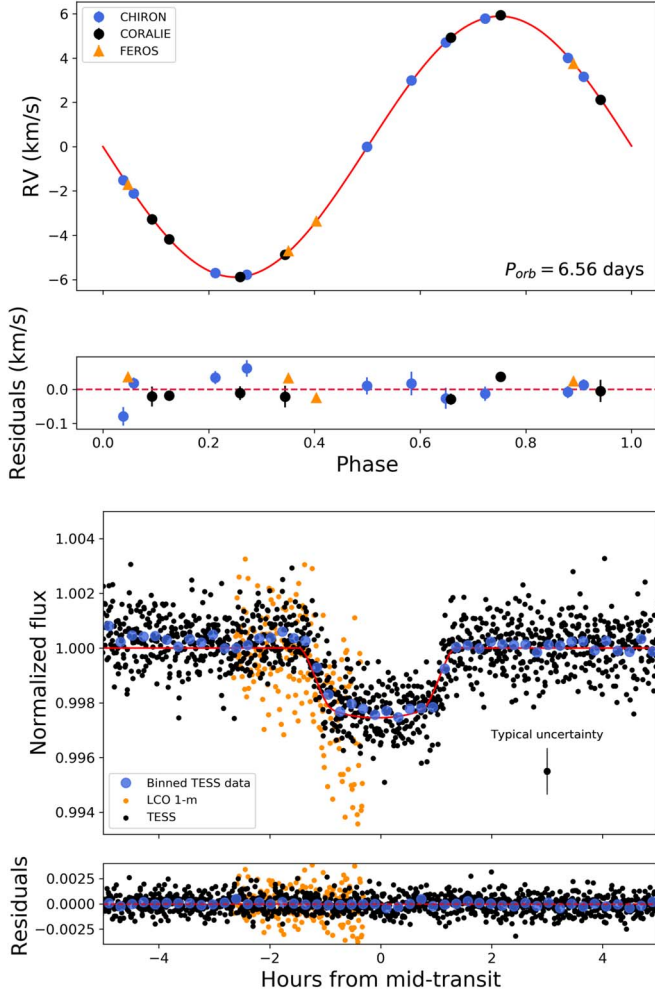 CHIRON
CORALIE
FEROS
6
4
2
0
−2
−4
−6
RV (km/s)
P_orb = 6.56 days
0.0
−0.1
Residuals (km/s)
0.0 0.2 0.4 0.6 0.8 1.0
Phase
1.004
1.002
1.000
0.998
0.996
0.994
Normalized flux
Typical uncertainty
Binned TESS data
LCO 1-m
TESS
0.0025
0.0000
−0.0025
Residuals
−4 −2 0 2 4
Hours from mid-transit